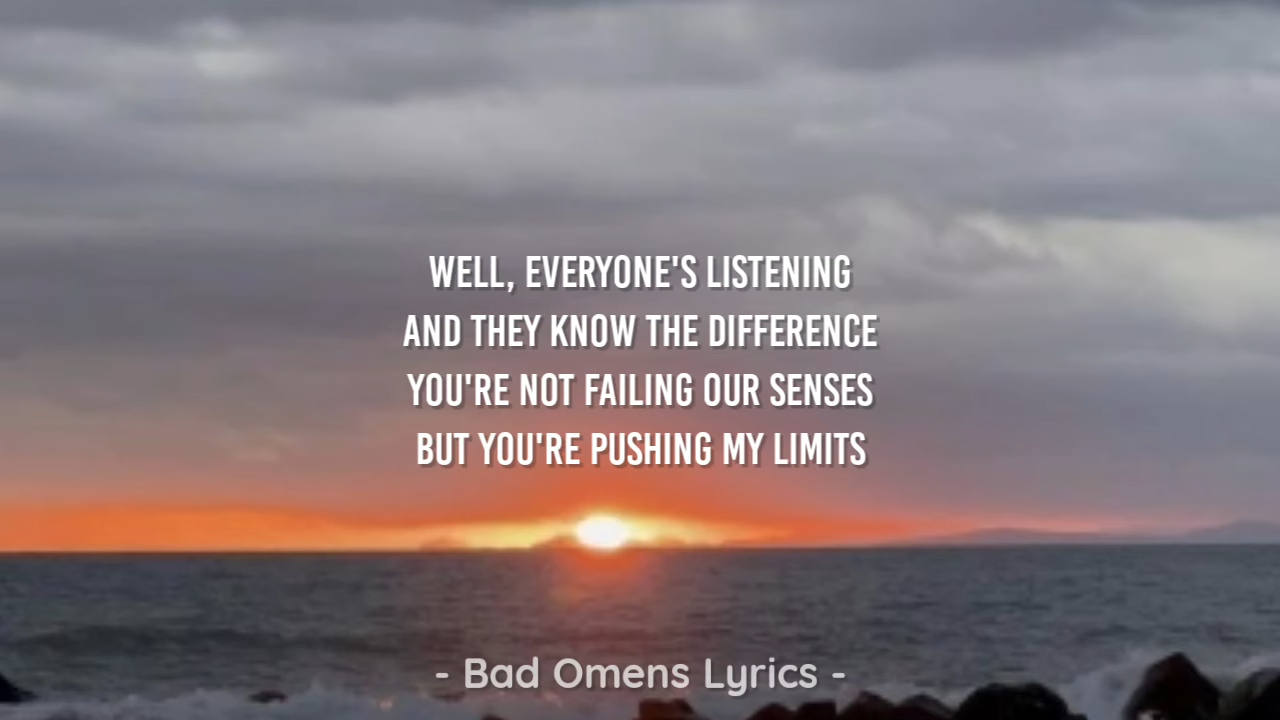 WELL, EVERYONE'S LISTENING
AND THEY KNOW THE DIFFERENCE
YOU'RE NOT FAILING OUR SENSES
BUT YOU'RE PUSHING MY LIMITS
- Bad Omens Lyrics -